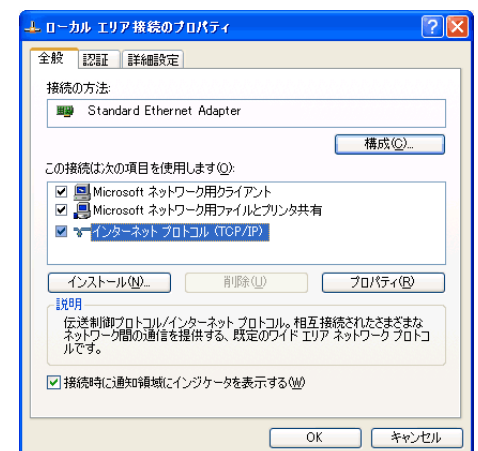 ローカル エリア接続のプロパティ
全般 認証 詳細設定
接続の方法:
Standard Ethernet Adapter
構成(C)...
この接続は次の項目を使用します(O):
Microsoft ネットワーク用クライアント
Microsoft ネットワーク用ファイルとプリンタ共有
インターネット プロトコル (TCP/IP)
インストール(N)... 削除(U) プロパティ(R)
説明
伝送制御プロトコル/インターネット プロトコル。相互接続されたさまざまな
ネットワーク間の通信を提供する、既定のワイド エリア ネットワーク プロトコ
ルです。
接続時に通知領域にインジケータを表示する(W)
OK キャンセル